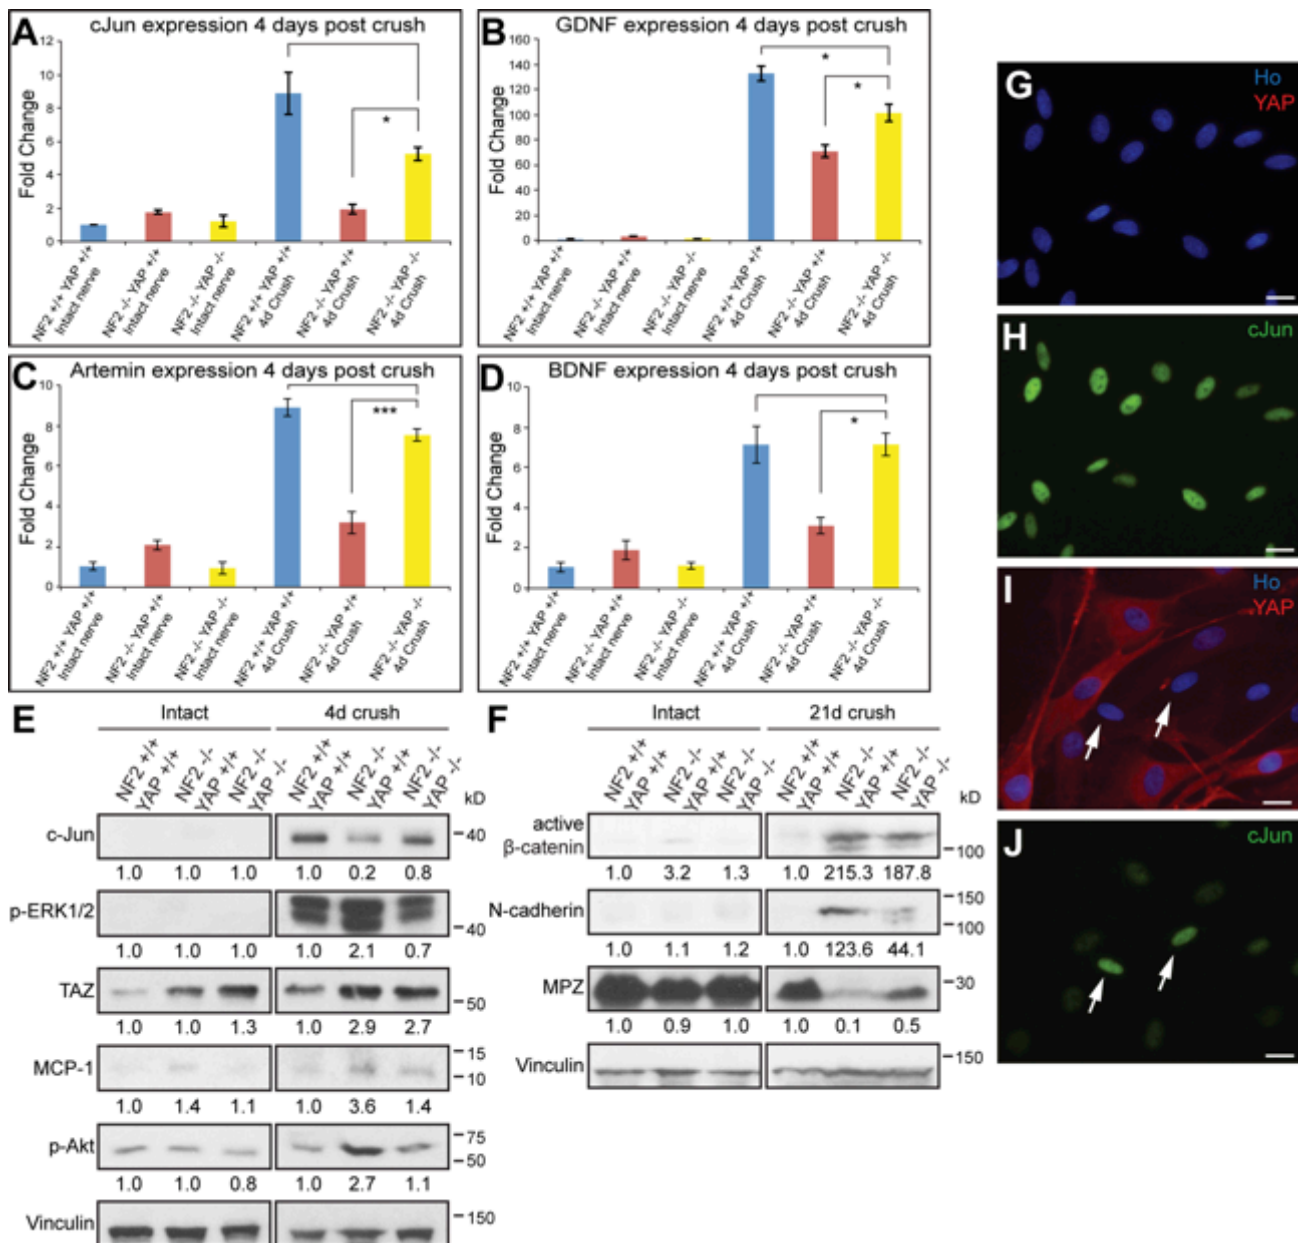 A cJun expression 4 days post crush
Fold Change
12
10
8
6
4
2
0
*
NF2 +/+ YAP +/+
Intact nerve
NF2 -/- YAP +/+
Intact nerve
NF2 -/- YAP -/-
Intact nerve
NF2 +/+ YAP +/+
4d Crush
NF2 -/- YAP +/+
4d Crush
NF2 -/- YAP -/-
4d Crush
B GDNF expression 4 days post crush
Fold Change
160
140
120
100
80
60
40
20
0
*
*
NF2 +/+ YAP +/+
Intact nerve
NF2 -/- YAP +/+
Intact nerve
NF2 -/- YAP -/-
Intact nerve
NF2 +/+ YAP +/+
4d Crush
NF2 -/- YAP +/+
4d Crush
NF2 -/- YAP -/-
4d Crush
C Artemin expression 4 days post crush
Fold Change
10
8
6
4
2
0
***
NF2 +/+ YAP +/+
Intact nerve
NF2 -/- YAP +/+
Intact nerve
NF2 -/- YAP -/-
Intact nerve
NF2 +/+ YAP +/+
4d Crush
NF2 -/- YAP +/+
4d Crush
NF2 -/- YAP -/-
4d Crush
D BDNF expression 4 days post crush
Fold Change
10
8
6
4
2
0
*
NF2 +/+ YAP +/+
Intact nerve
NF2 -/- YAP +/+
Intact nerve
NF2 -/- YAP -/-
Intact nerve
NF2 +/+ YAP +/+
4d Crush
NF2 -/- YAP +/+
4d Crush
NF2 -/- YAP -/-
4d Crush
E Intact 4d crush
NF2 +/+
YAP +/+
NF2 -/-
YAP +/+
NF2 -/-
YAP -/-
NF2 +/+
YAP +/+
NF2 -/-
YAP +/+
NF2 -/-
YAP -/-
kD
c-Jun 40
1.0 1.0 1.0 1.0 0.2 0.8
p-ERK1/2 40
1.0 1.0 1.0 1.0 2.1 0.7
TAZ 50
1.0 1.0 1.3 1.0 2.9 2.7
MCP-1 15
10
1.0 1.4 1.1 1.0 3.6 1.4
p-Akt 75
50
1.0 1.0 0.8 1.0 2.7 1.1
Vinculin 150
F Intact 21d crush
NF2 +/+
YAP +/+
NF2 -/-
YAP +/+
NF2 -/-
YAP -/-
NF2 +/+
YAP +/+
NF2 -/-
YAP +/+
NF2 -/-
YAP -/-
kD
active
β-catenin 100
1.0 3.2 1.3 1.0 215.3 187.8
N-cadherin 150
100
1.0 1.1 1.2 1.0 123.6 44.1
MPZ 30
1.0 0.9 1.0 1.0 0.1 0.5
Vinculin 150
G Ho
YAP
H cJun
I Ho
YAP
J cJun